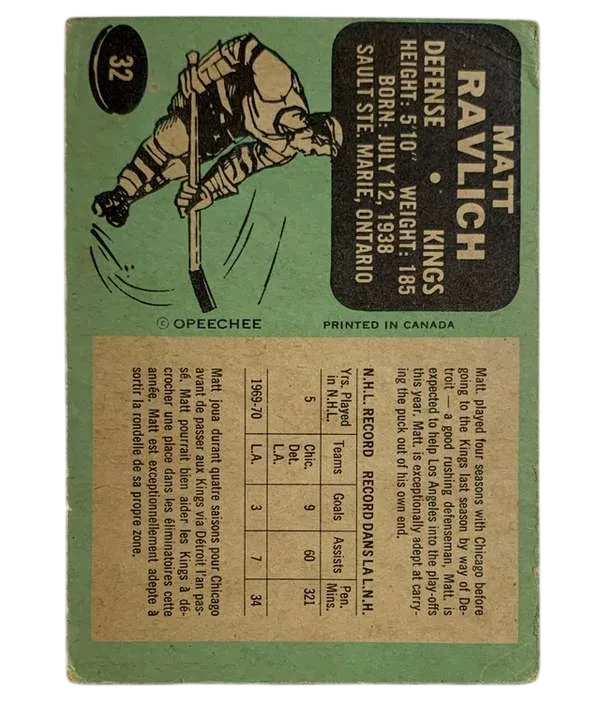 MATT
RAVLICH
DEFENSE • KINGS
HEIGHT: 5'10" WEIGHT: 185
BORN: JULY 12, 1938
SAULT STE. MARIE, ONTARIO
32
© OPEECHEE
PRINTED IN CANADA
Matt. played four seasons with Chicago before
going to the Kings last season by way of De-
troit — a good rushing defenseman, Matt. is
expected to help Los Angeles into the play-offs
this year. Matt. is exceptionally adept at carry-
ing the puck out of his own end.
N.H.L. RECORD RECORD DANS LA L.N.H.
Yrs. Played in N.H.L. Teams Goals Assists Pen. Mins.
5 Chic. Det. L.A. 9 60 321
1969-70 L.A. 3 7 34
Matt joua durant quatre saisons pour Chicago
avant de passer aux Kings via Détroit l'an pas-
sé. Matt pourrait bien aider les Kings à dé-
crocher une place dans les éliminatoires cette
année. Matt est exceptionnellement adepte à
sortir la rondelle de sa propre zone.